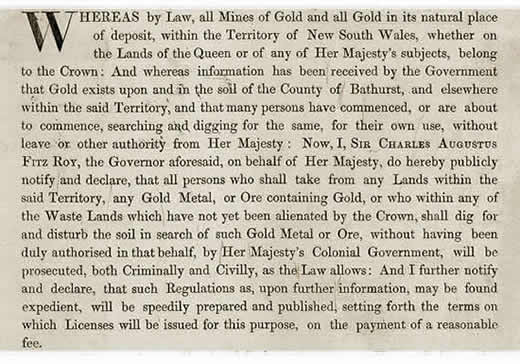 WHEREAS by Law, all Mines of Gold and all Gold in its natural place
of deposit, within the Territory of New South Wales, whether on
the Lands of the Queen or of any of Her Majesty's subjects, belong
to the Crown: And whereas information has been received by the Government
that Gold exists upon and in the soil of the County of Bathurst, and elsewhere
within the said Territory, and that many persons have commenced, or are about
to commence, searching and digging for the same, for their own use, without
leave or other authority from Her Majesty: Now, I, SIR CHARLES AUGUSTUS
FITZ ROY, the Governor aforesaid, on behalf of Her Majesty, do hereby publicly
notify and declare, that all persons who shall take from any Lands within the
said Territory, any Gold Metal, or Ore containing Gold, or who within any of
the Waste Lands which have not yet been alienated by the Crown, shall dig for
and disturb the soil in search of such Gold Metal or Ore, without having been
duly authorised in that behalf, by Her Majesty's Colonial Government, will be
prosecuted, both Criminally and Civilly, as the Law allows: And I further notify
and declare, that such Regulations as, upon further information, may be found
expedient, will be speedily prepared and published, setting forth the terms on
which Licenses will be issued for this purpose, on the payment of a reasonable
fee.